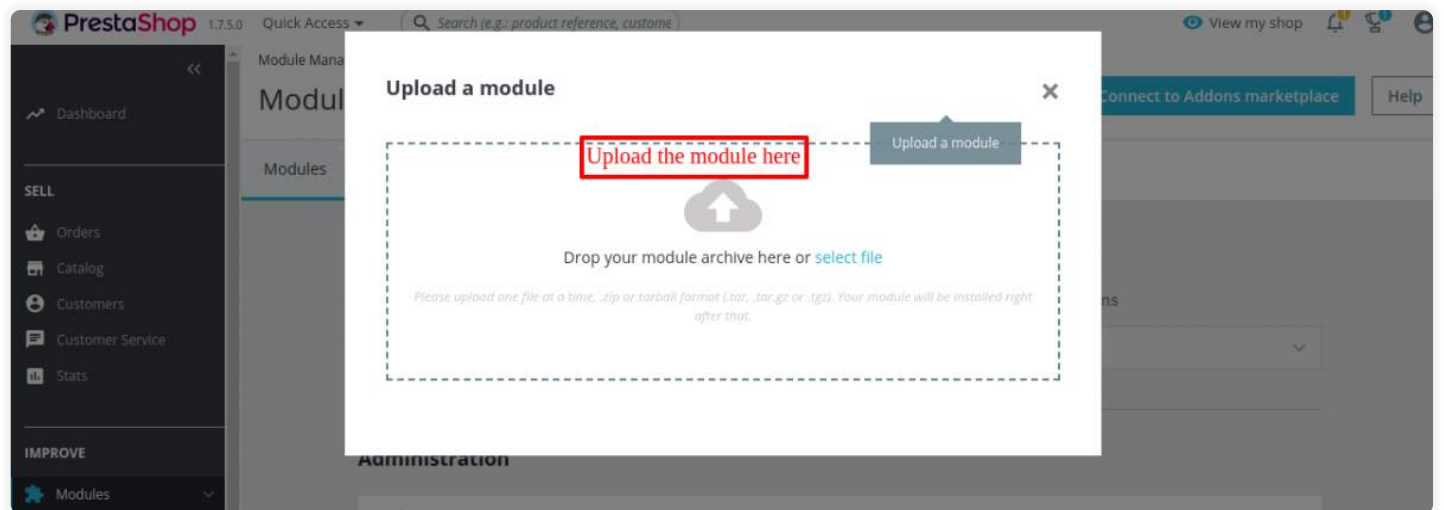 PrestaShop 1.7.5.0 Quick Access Search (e.g.: product reference, custome View my shop
Module Mana
Modul
Connect to Addons marketplace Help
Upload a module
Upload a module
Upload the module here
Drop your module archive here or select file
Please upload one file at a time, .zip or tarball format (.tar, .tar.gz or .tgz). Your module will be installed right
after that.
Dashboard
Modules
SELL
Orders
Catalog
Customers
Customer Service
Stats
ns
IMPROVE
Modules
Administration